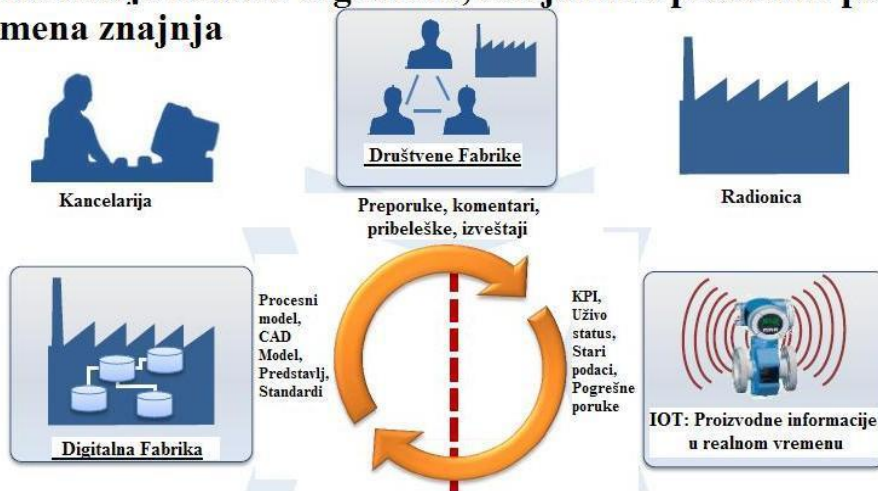 mena znajnja
Društvene Fabrike
Kancelarija
Preporuke, komentari,
pribeleške, izveštaji
Radionica
Procesni
model,
CAD
Model,
Predstavlj,
Standardi
KPI,
Uživo
status,
Stari
podaci,
Pogrešne
poruke
Digitalna Fabrika
IOT: Proizvodne informacije
u realnom vremenu